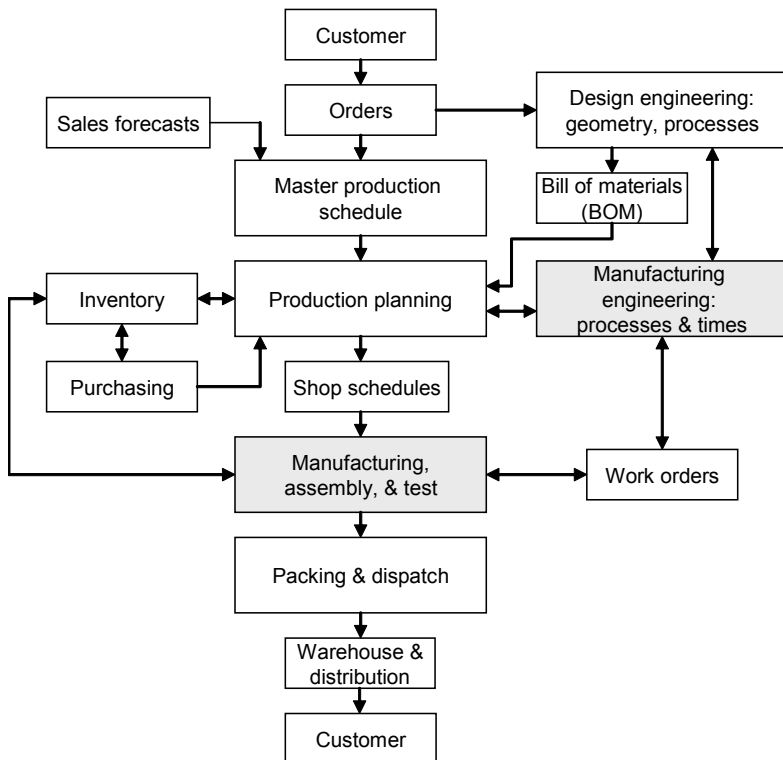 Customer
Orders
Sales forecasts
Design engineering:
geometry, processes
Master production
schedule
Bill of materials
(BOM)
Inventory
Production planning
Manufacturing
engineering:
processes & times
Purchasing
Shop schedules
Manufacturing,
assembly, & test
Work orders
Packing & dispatch
Warehouse &
distribution
Customer